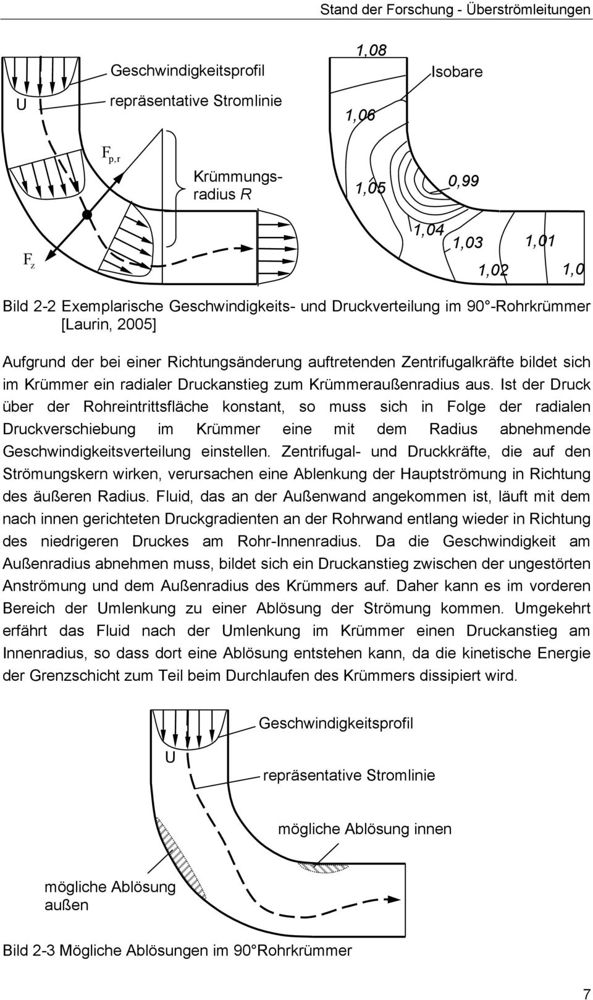 Stand der Forschung - Überströmleitungen
Geschwindigkeitsprofil
U
repräsentative Stromlinie
F p,r
Krümmungs-
radius R
F z
1,08
Isobare
1,06
1,05
0,99
1,04
1,03
1,01
1,02
1,0
Bild 2-2 Exemplarische Geschwindigkeits- und Druckverteilung im 90°-Rohrkrümmer
[Laurin, 2005]
Aufgrund der bei einer Richtungsänderung auftretenden Zentrifugalkräfte bildet sich
im Krümmer ein radialer Druckanstieg zum Krümmeraußenradius aus. Ist der Druck
über der Rohreintrittsfläche konstant, so muss sich in Folge der radialen
Druckverschiebung im Krümmer eine mit dem Radius abnehmende
Geschwindigkeitsverteilung einstellen. Zentrifugal- und Druckkräfte, die auf den
Strömungskern wirken, verursachen eine Ablenkung der Hauptströmung in Richtung
des äußeren Radius. Fluid, das an der Außenwand angekommen ist, läuft mit dem
nach innen gerichteten Druckgradienten an der Rohrwand entlang wieder in Richtung
des niedrigeren Druckes am Rohr-Innenradius. Da die Geschwindigkeit am
Außenradius abnehmen muss, bildet sich ein Druckanstieg zwischen der ungestörten
Anströmung und dem Außenradius des Krümmers auf. Daher kann es im vorderen
Bereich der Umlenkung zu einer Ablösung der Strömung kommen. Umgekehrt
erfährt das Fluid nach der Umlenkung im Krümmer einen Druckanstieg am
Innenradius, so dass dort eine Ablösung entstehen kann, da die kinetische Energie
der Grenzschicht zum Teil beim Durchlaufen des Krümmers dissipiert wird.
Geschwindigkeitsprofil
U
repräsentative Stromlinie
mögliche Ablösung innen
mögliche Ablösung
außen
Bild 2-3 Mögliche Ablösungen im 90°Rohrkrümmer
7